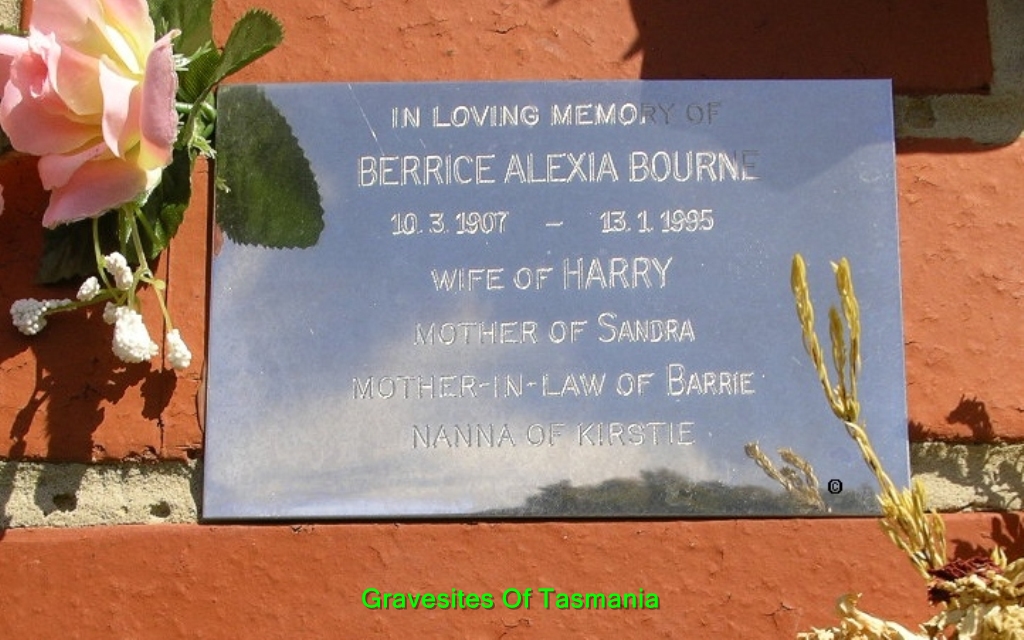 IN LOVING MEMORY OF
BERRICE ALEXIA BOURNE
10.3.1907 – 13.1.1995
WIFE OF HARRY
MOTHER OF SANDRA
MOTHER-IN-LAW OF BARRIE
NANNA OF KIRSTIE
©
Gravesites Of Tasmania